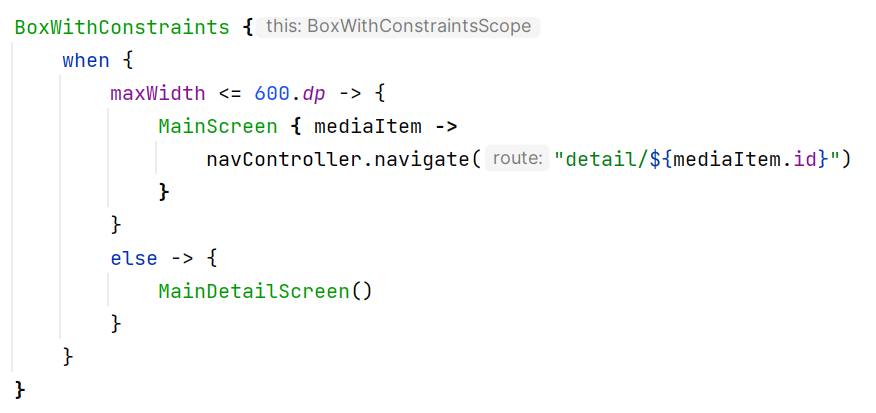 BoxWithConstraints { this: BoxWithConstraintsScope
    when {
        maxWidth <= 600.dp -> {
            MainScreen { mediaItem ->
                navController.navigate( route: "detail/${mediaItem.id}")
            }
        }
        else -> {
            MainDetailScreen()
        }
    }
}